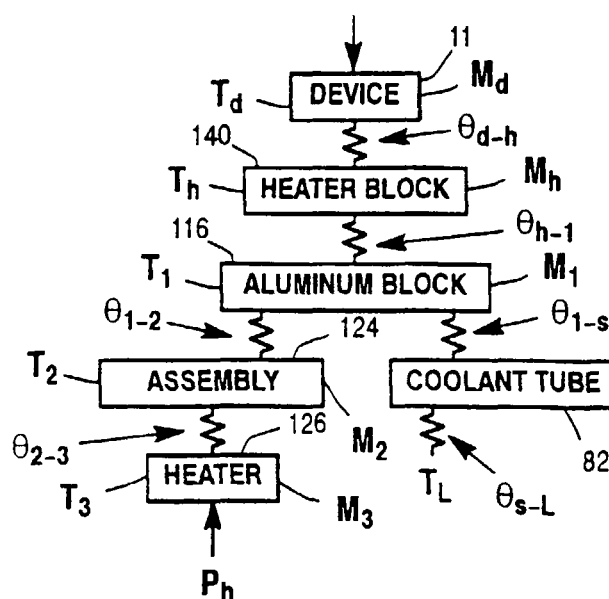 11
T_d DEVICE M_d
θ_d-h
140
T_h HEATER BLOCK M_h
θ_h-1
116
T_1 ALUMINUM BLOCK M_1
θ_1-2 124 θ_1-s
T_2 ASSEMBLY COOLANT TUBE
θ_2-3 126 M_2 82
T_3 HEATER M_3 T_L θ_s-L
P_h